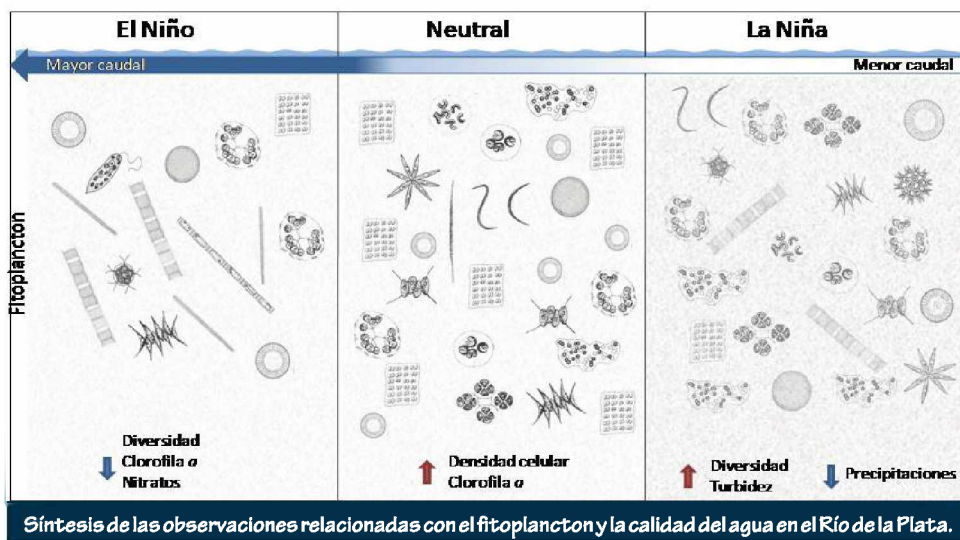 El Niño
Neutral
La Niña
Mayor caudal
Menor caudal
Fitoplancton
Diversidad
Clorofila a
Nitratos
Densidad celular
Clorofila a
Diversidad
Turbidez
Precipitaciones
Síntesis de las observaciones relacionadas con el fitoplancton y la calidad del agua en el Río de la Plata.